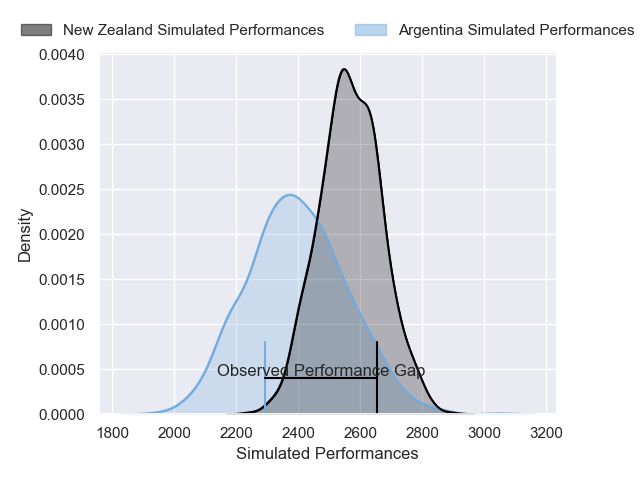 New Zealand Simulated Performances
Argentina Simulated Performances
0.0040
0.0035
0.0030
0.0025
0.0020
0.0015
0.0010
0.0005
0.0000
Density
Observed Performance Gap
1800 2000 2200 2400 2600 2800 3000 3200
Simulated Performances